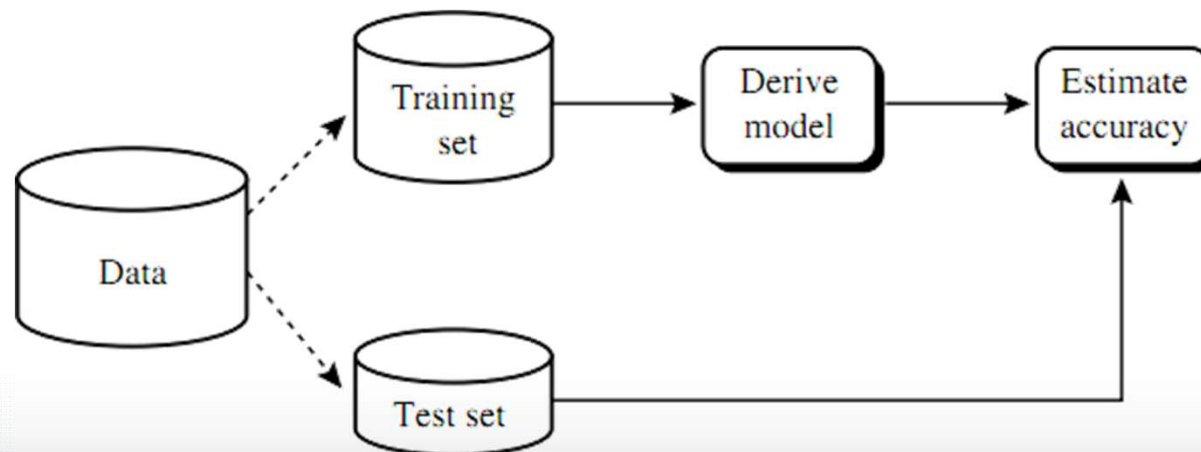 Training
set
Derive
model
Estimate
accuracy
Data
Test set